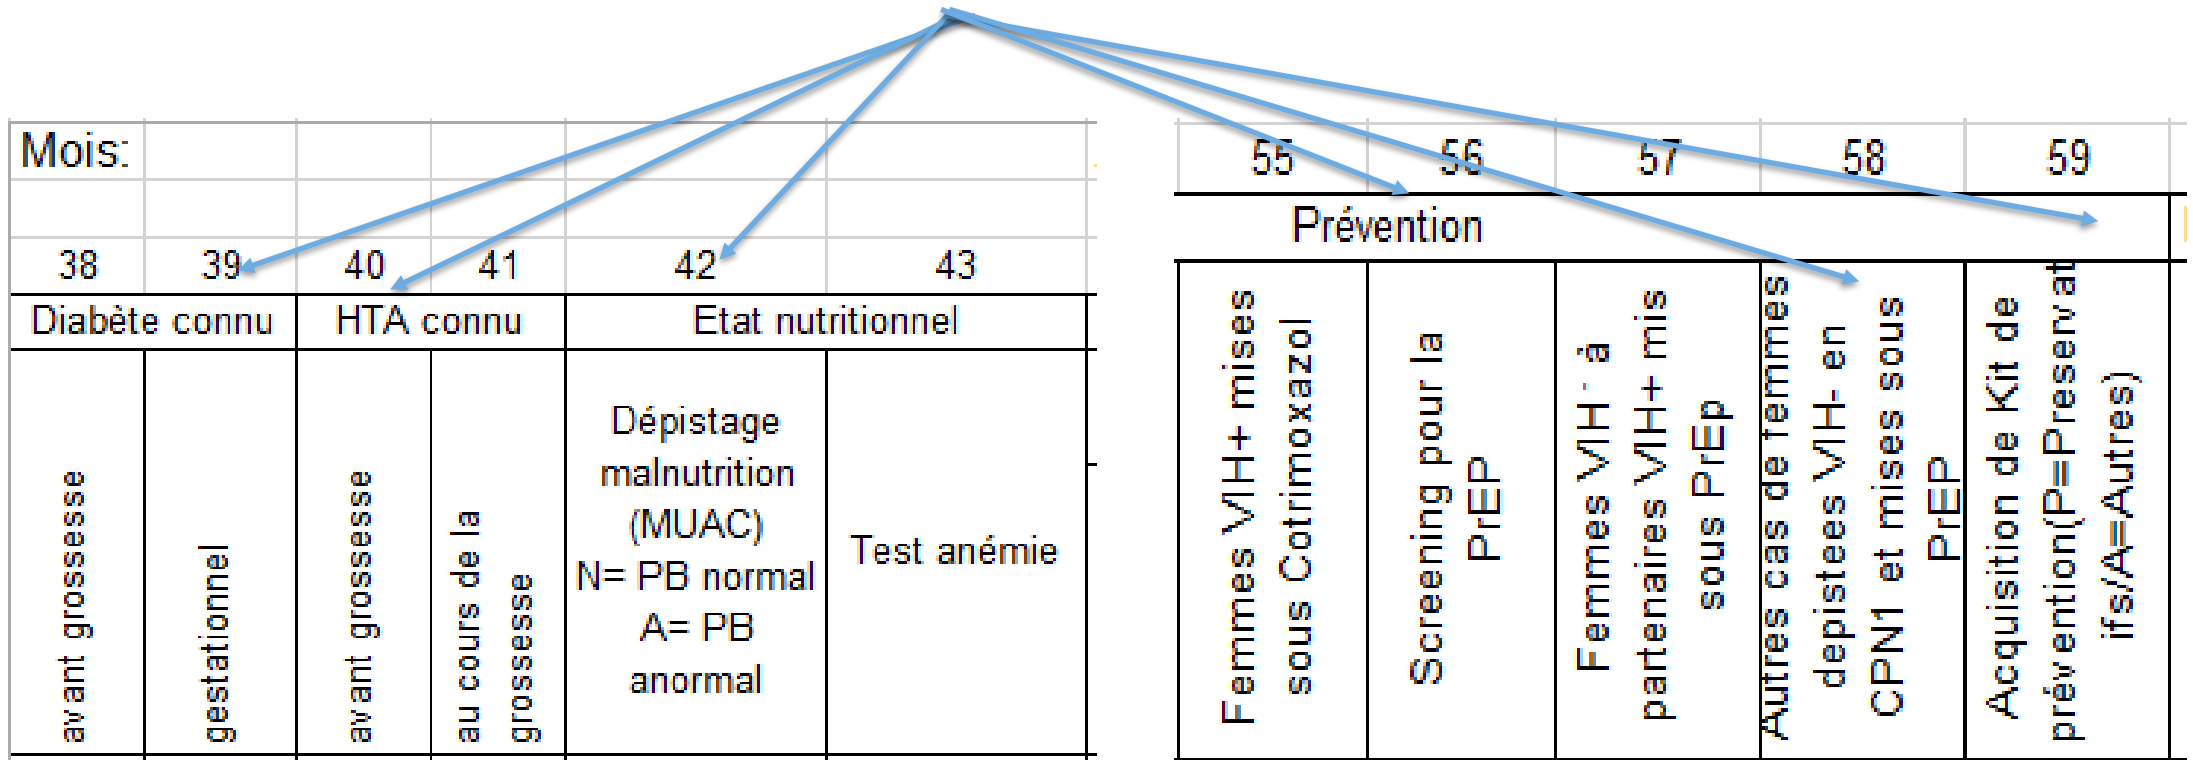 Mois:
38 39 40 41 42 43
Diabète connu HTA connu Etat nutritionnel
avant grossesse
gestationnel
avant grossesse
au cours de la
grossesse
Dépistage
malnutrition
(MUAC)
N= PB normal
A= PB
anormal
Test anémie
55 56 57 58 59
Prévention
Femmes VIH+ mises
sous Cotrimoxazol
Screening pour la
PrEP
Femmes VIH- à
partenaires VIH+ mis
sous PrEp
Autres cas de femmes
depistees VIH- en
CPN1 et mises sous
PrEP
Acquisition de Kit de
prévention(P=Preservat
ifs/A=Autres)